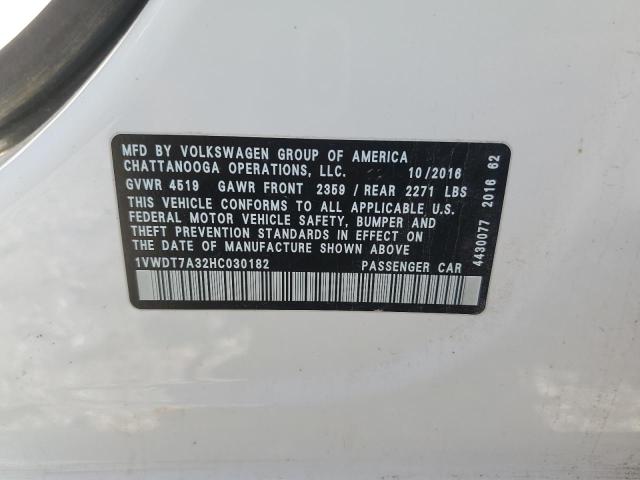 MFD BY VOLKSWAGEN GROUP OF AMERICA
CHATTANOOGA OPERATIONS, LLC. 10/2016
GVWR 4519 GAWR FRONT 2359 / REAR 2271 LBS
THIS VEHICLE CONFORMS TO ALL APPLICABLE U.S.
FEDERAL MOTOR VEHICLE SAFETY, BUMPER AND
THEFT PREVENTION STANDARDS IN EFFECT ON
THE DATE OF MANUFACTURE SHOWN ABOVE
1VWDT7A32HC030182 PASSENGER CAR
4430077 2016 62